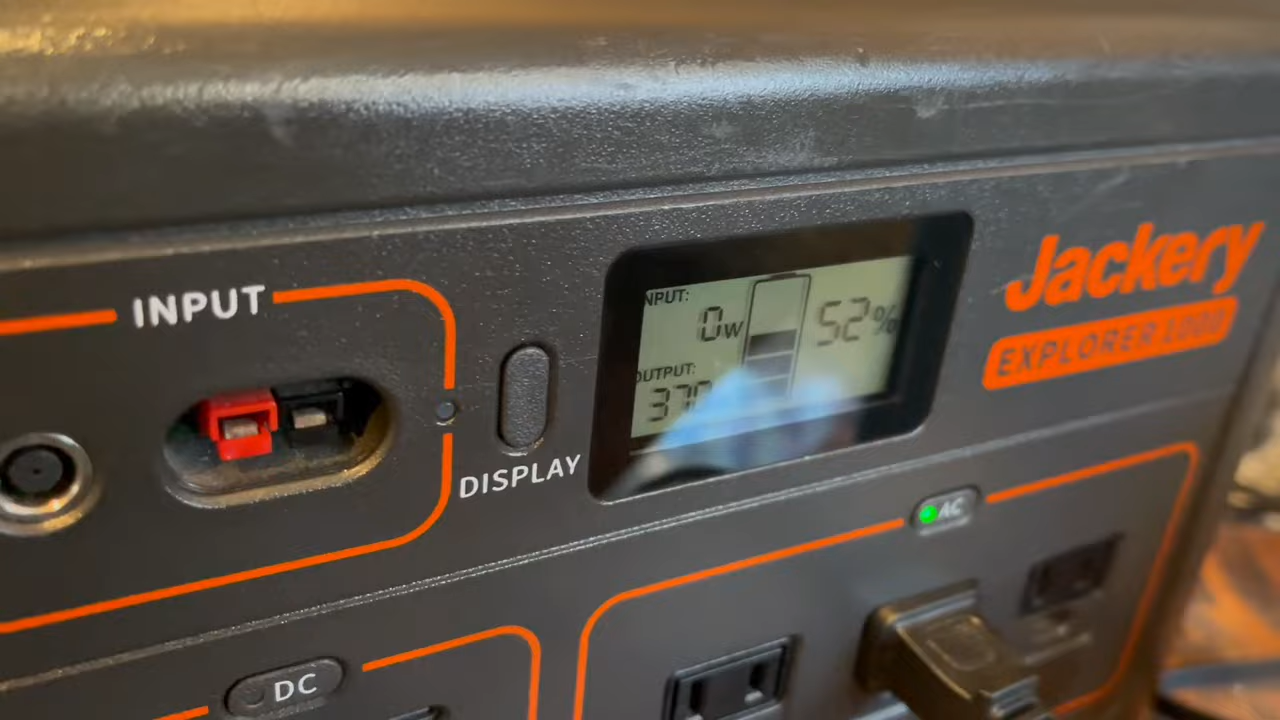 INPUT
DISPLAY
INPUT:
0W
52%
OUTPUT:
Jackery
EXPLORER 1000
AC
DC